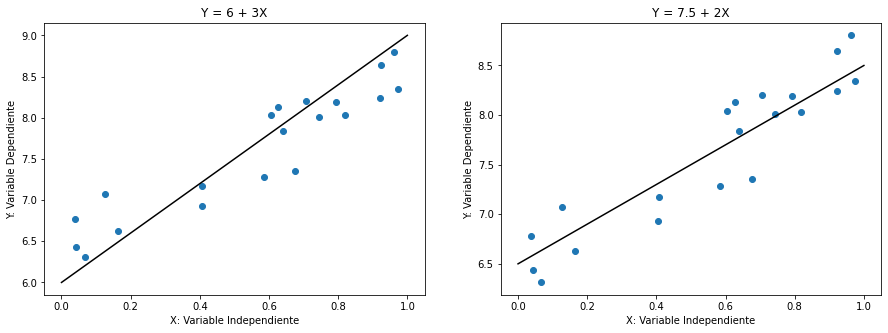 Y = 6 + 3X
9.0
8.5
8.0
7.5
7.0
6.5
6.0
Y: Variable Dependiente
0.0 0.2 0.4 0.6 0.8 1.0
X: Variable Independiente
Y = 7.5 + 2X
8.5
8.0
7.5
7.0
6.5
Y: Variable Dependiente
0.0 0.2 0.4 0.6 0.8 1.0
X: Variable Independiente